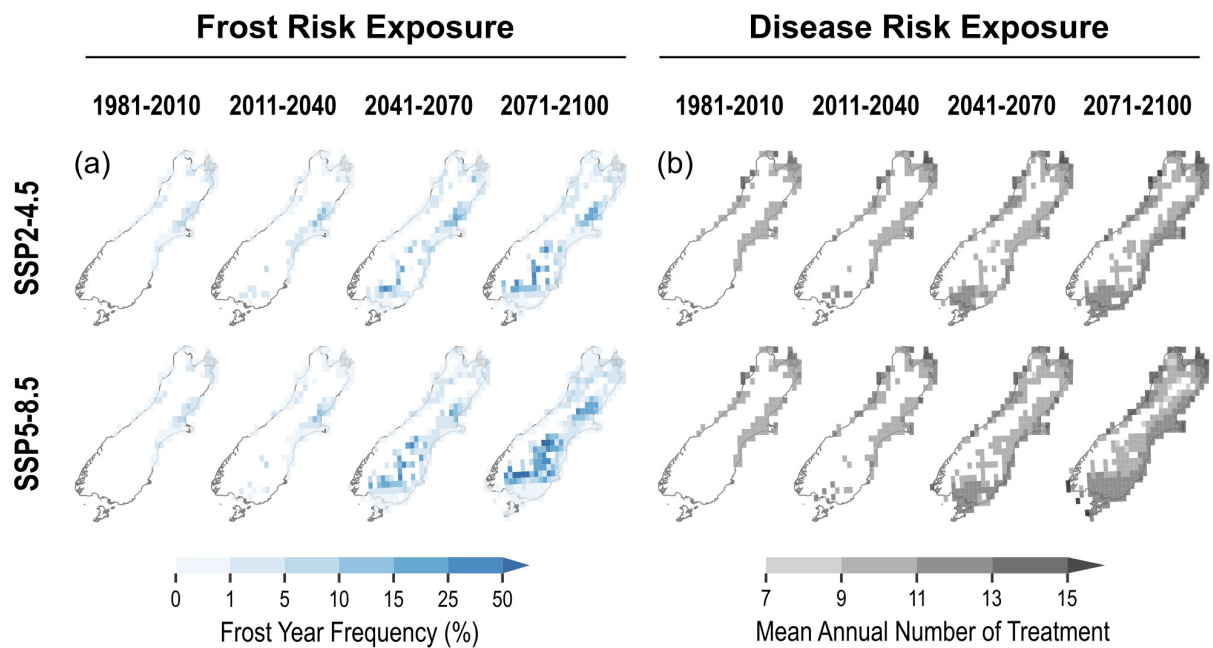 Frost Risk Exposure
Disease Risk Exposure
1981-2010 2011-2040 2041-2070 2071-2100
1981-2010 2011-2040 2041-2070 2071-2100
(a)
(b)
SSP2-4.5
SSP5-8.5
0 1 5 10 15 25 50
Frost Year Frequency (%)
7 9 11 13 15
Mean Annual Number of Treatment